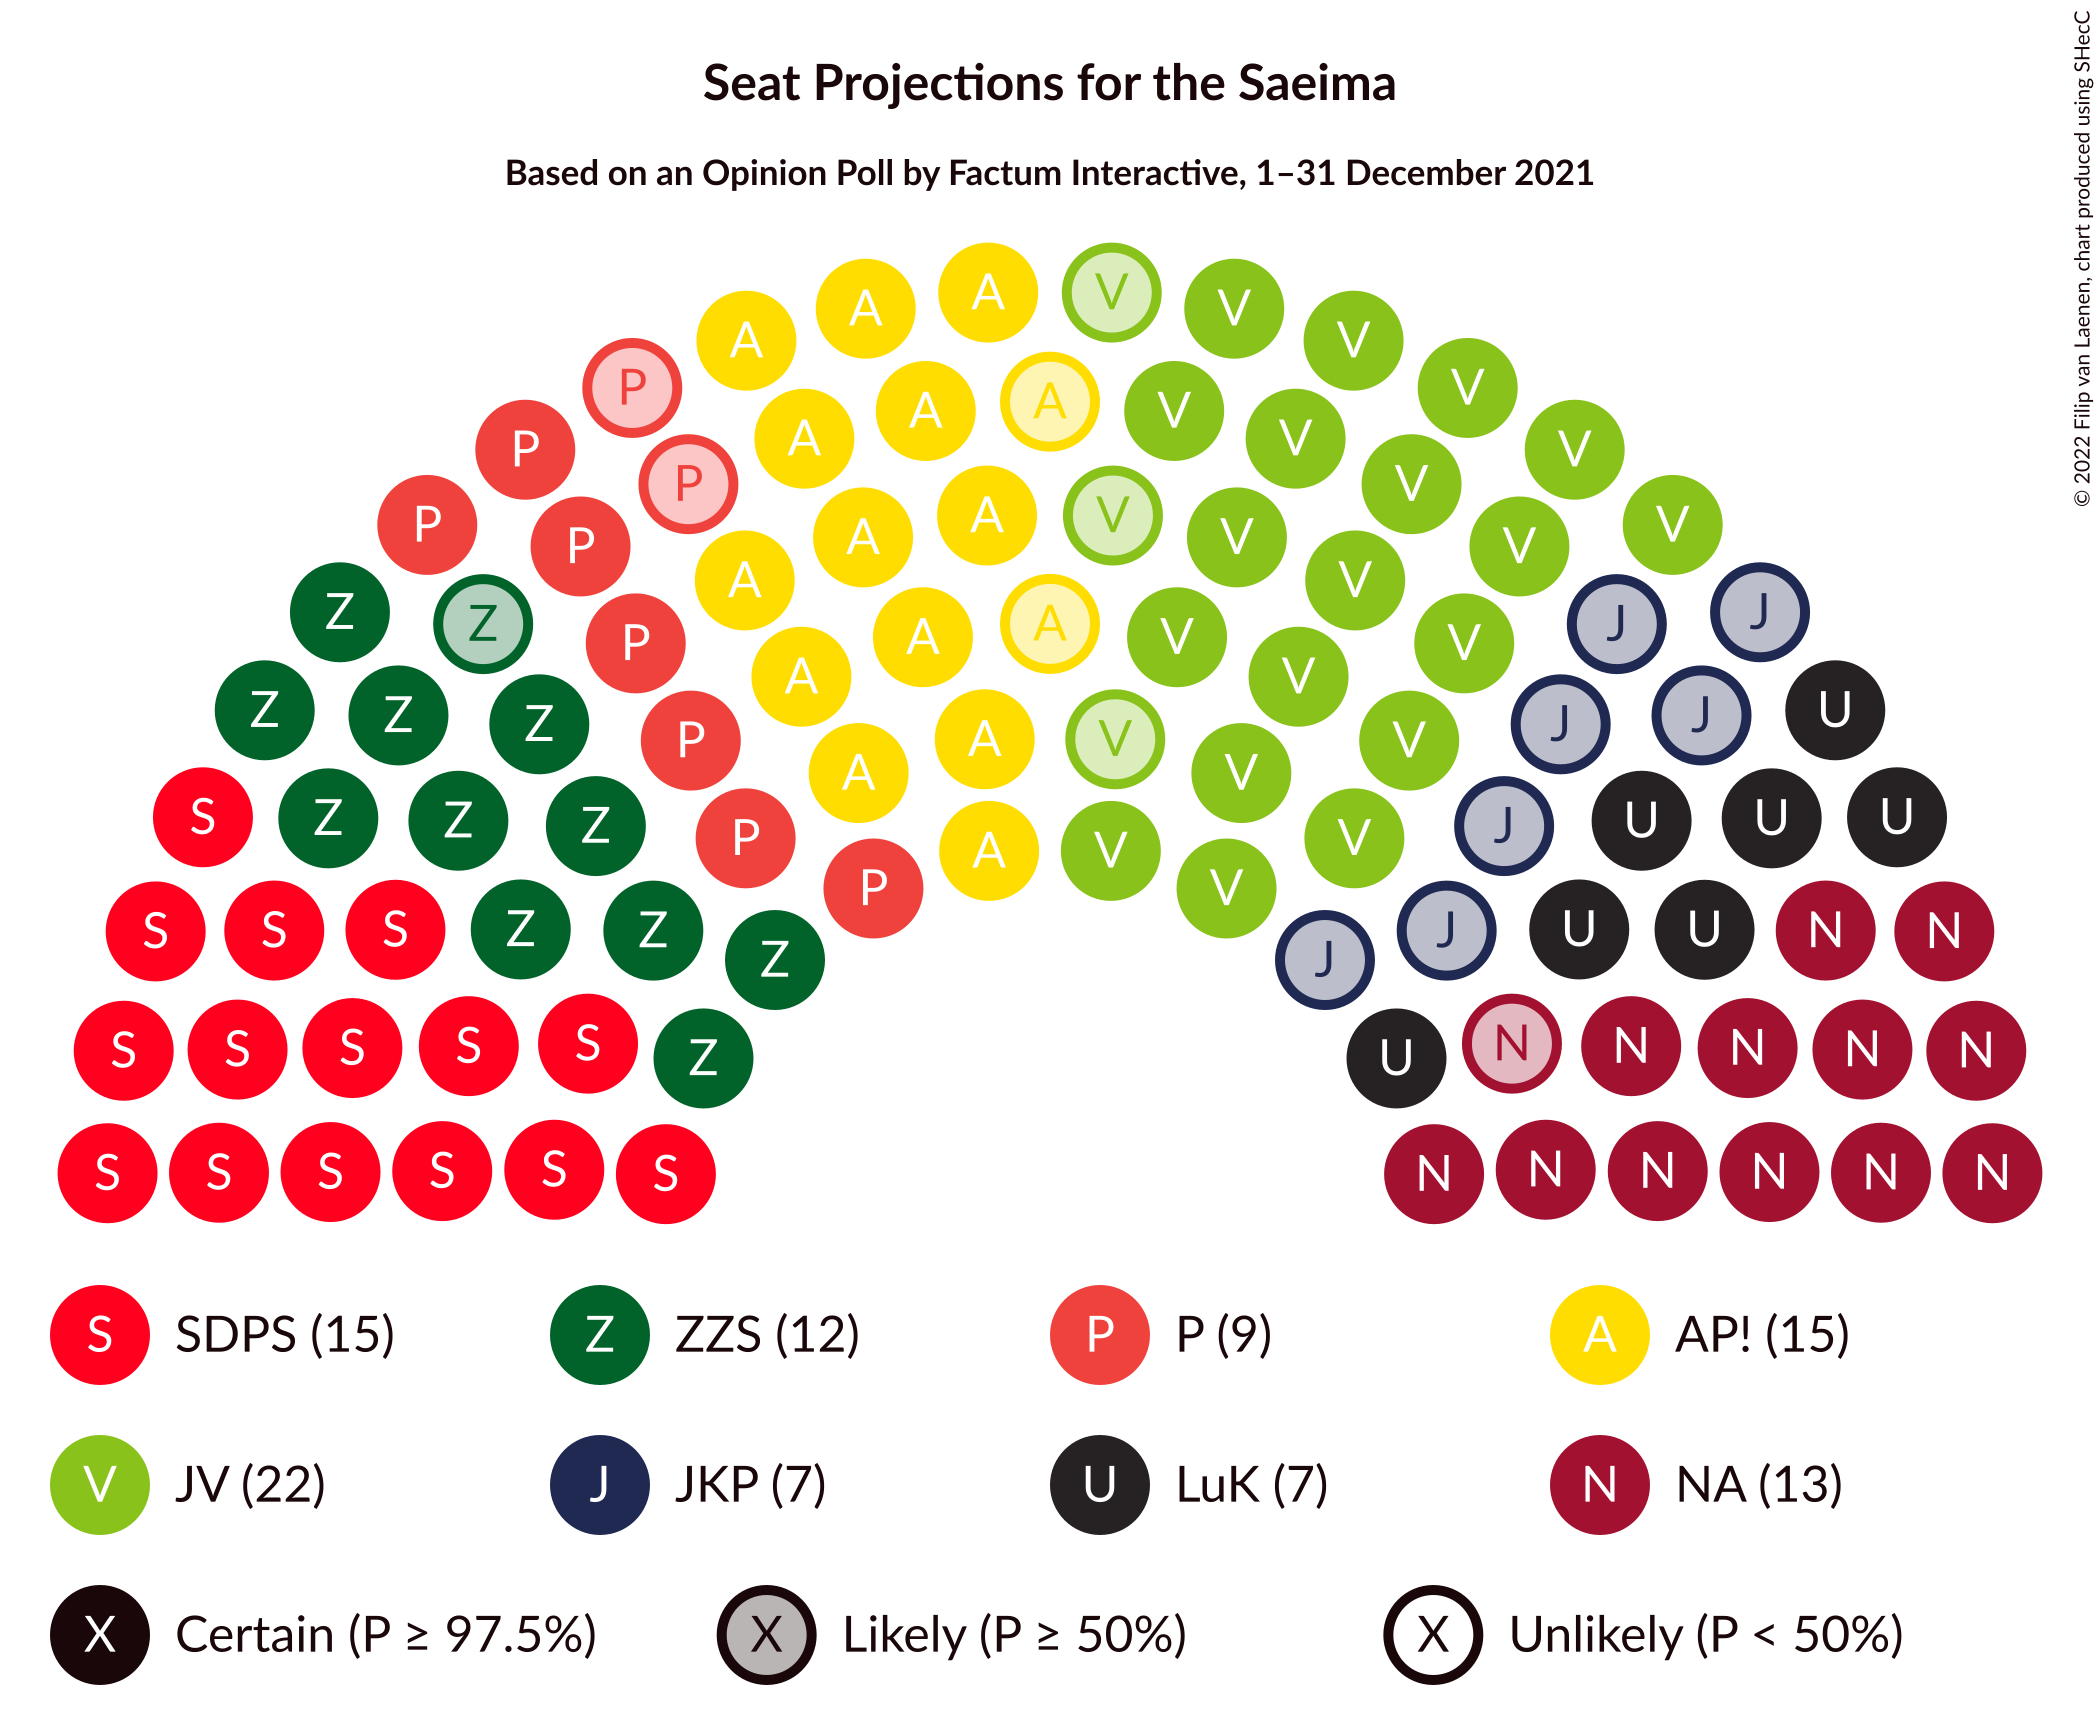 Seat Projections for the Saeima
Based on an Opinion Poll by Factum Interactive, 1–31 December 2021
© 2022 Filip van Laenen, chart produced using SHecC
A A V V
A A V
P A A A V V V
P P A A V V
P A A V V V
P P A A V V V V
Z Z P A A V V V J J
Z Z Z P A A V V V J J U
S Z Z Z P A A V V V J U U U
S S S Z Z Z P V J J U U N N
S S S S S Z U N N N N N
S S S S S S N N N N N N
S SDPS (15) Z ZZS (12) P P (9) A AP! (15)
V JV (22) J JKP (7) U LuK (7) N NA (13)
X Certain (P ≥ 97.5%) X Likely (P ≥ 50%) X Unlikely (P < 50%)